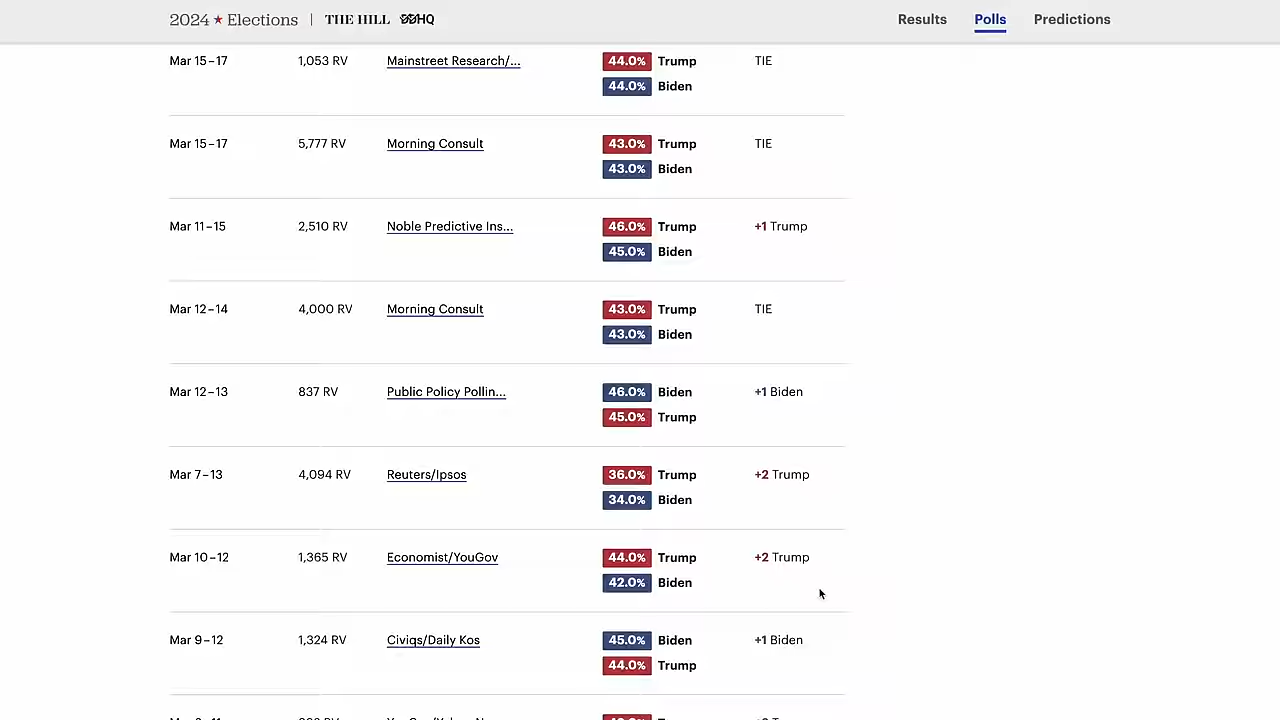 2024 ★ Elections | THE HILL HQ Results Polls Predictions
Mar 15–17 1,053 RV Mainstreet Research/... 44.0% Trump TIE
44.0% Biden
Mar 15–17 5,777 RV Morning Consult 43.0% Trump TIE
43.0% Biden
Mar 11–15 2,510 RV Noble Predictive Ins... 46.0% Trump +1 Trump
45.0% Biden
Mar 12–14 4,000 RV Morning Consult 43.0% Trump TIE
43.0% Biden
Mar 12–13 837 RV Public Policy Pollin... 46.0% Biden +1 Biden
45.0% Trump
Mar 7–13 4,094 RV Reuters/Ipsos 36.0% Trump +2 Trump
34.0% Biden
Mar 10–12 1,365 RV Economist/YouGov 44.0% Trump +2 Trump
42.0% Biden
Mar 9–12 1,324 RV Civiqs/Daily Kos 45.0% Biden +1 Biden
44.0% Trump